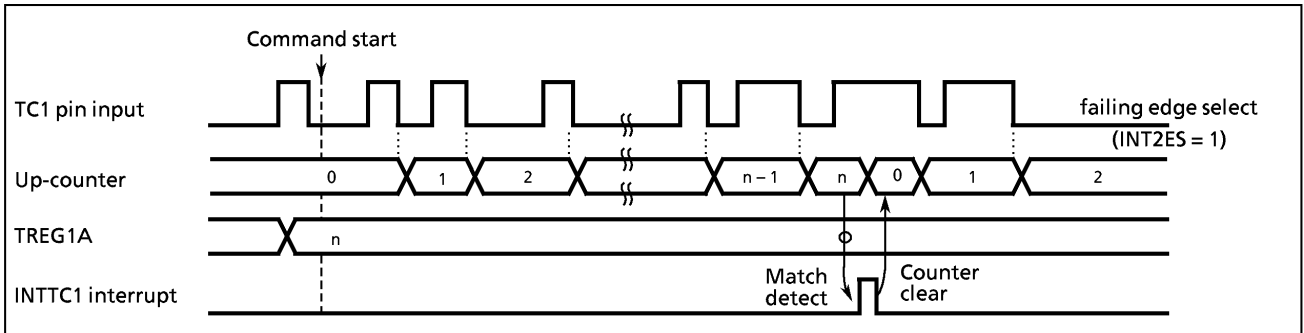 Command start
TC1 pin input
failing edge select
(INT2ES = 1)
Up-counter 0 1 2 n – 1 n 0 1 2
TREG1A n
Match
detect
Counter
clear
INTTC1 interrupt